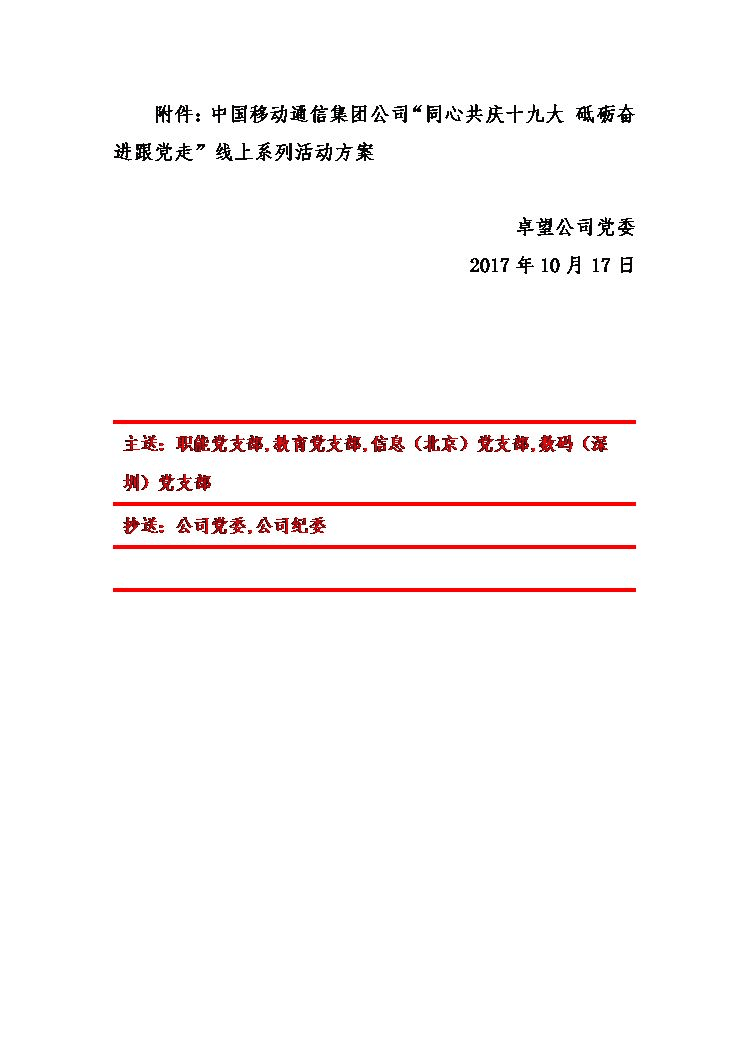 附件：中国移动通信集团公司“同心共庆十九大 砥砺奋
进跟党走”线上系列活动方案
卓望公司党委
2017 年 10 月 17 日
主送：职能党支部,教育党支部,信息（北京）党支部,数码（深
圳）党支部
抄送：公司党委,公司纪委